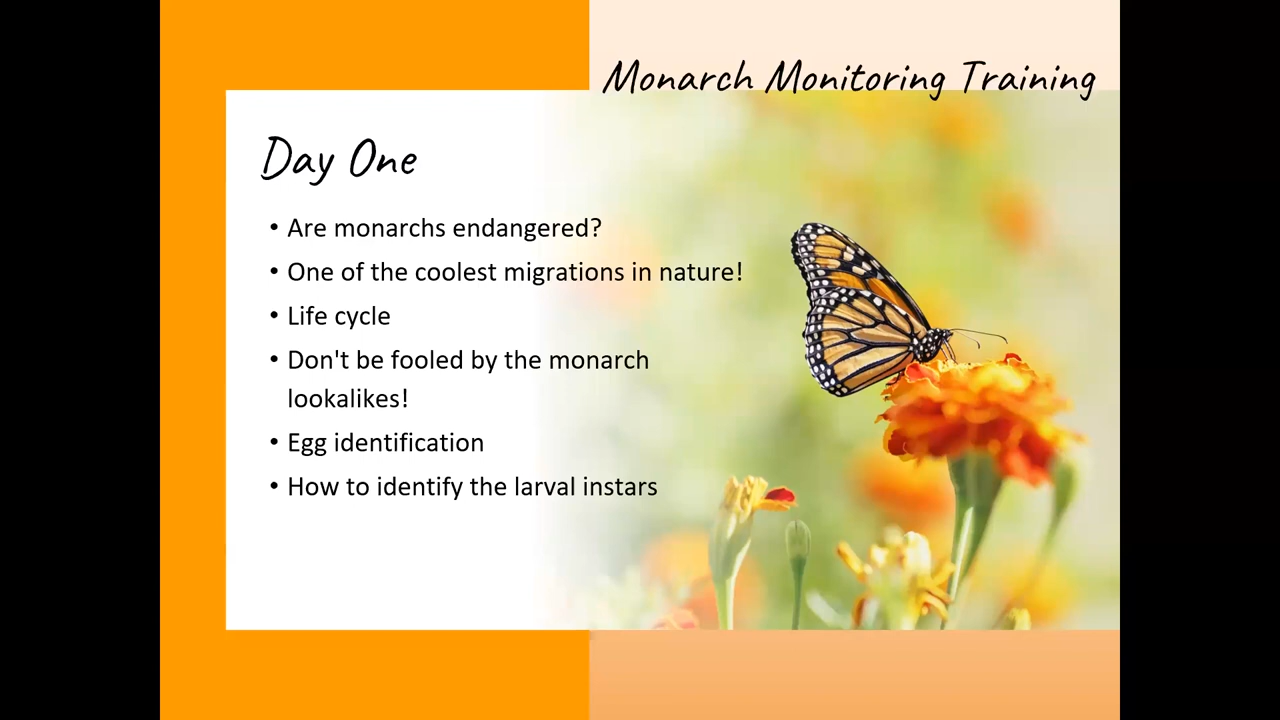 Monarch Monitoring Training
Day One
• Are monarchs endangered?
• One of the coolest migrations in nature!
• Life cycle
• Don't be fooled by the monarch
lookalikes!
• Egg identification
• How to identify the larval instars